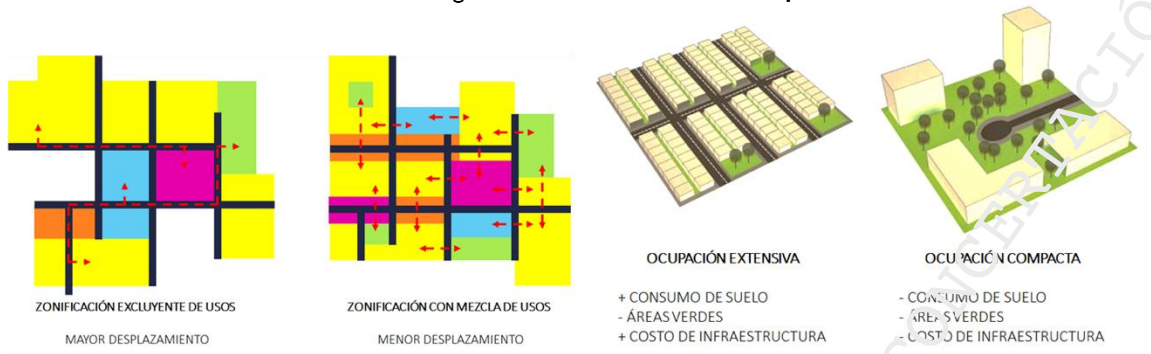 ZONIFICACIÓN EXCLUYENTE DE USOS
MAYOR DESPLAZAMIENTO
ZONIFICACIÓN CON MEZCLA DE USOS
MENOR DESPLAZAMIENTO
OCUPACIÓN EXTENSIVA
+ CONSUMO DE SUELO
- ÁREAS VERDES
+ COSTO DE INFRAESTRUCTURA
OCUPACIÓN COMPACTA
- CONSUMO DE SUELO
- ÁREAS VERDES
- COSTO DE INFRAESTRUCTURA
CONCERTACIÓ